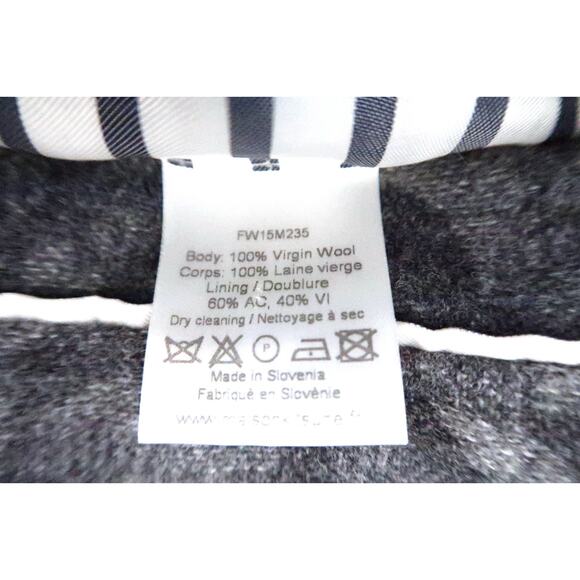 FW15M235
Body: 100% Virgin Wool
Corps: 100% Laine vierge
Lining / Doublure
60% AC, 40% VI
Dry cleaning / Nettoyage à sec
P
Made in Slovenia
Fabriqué en Slovénie